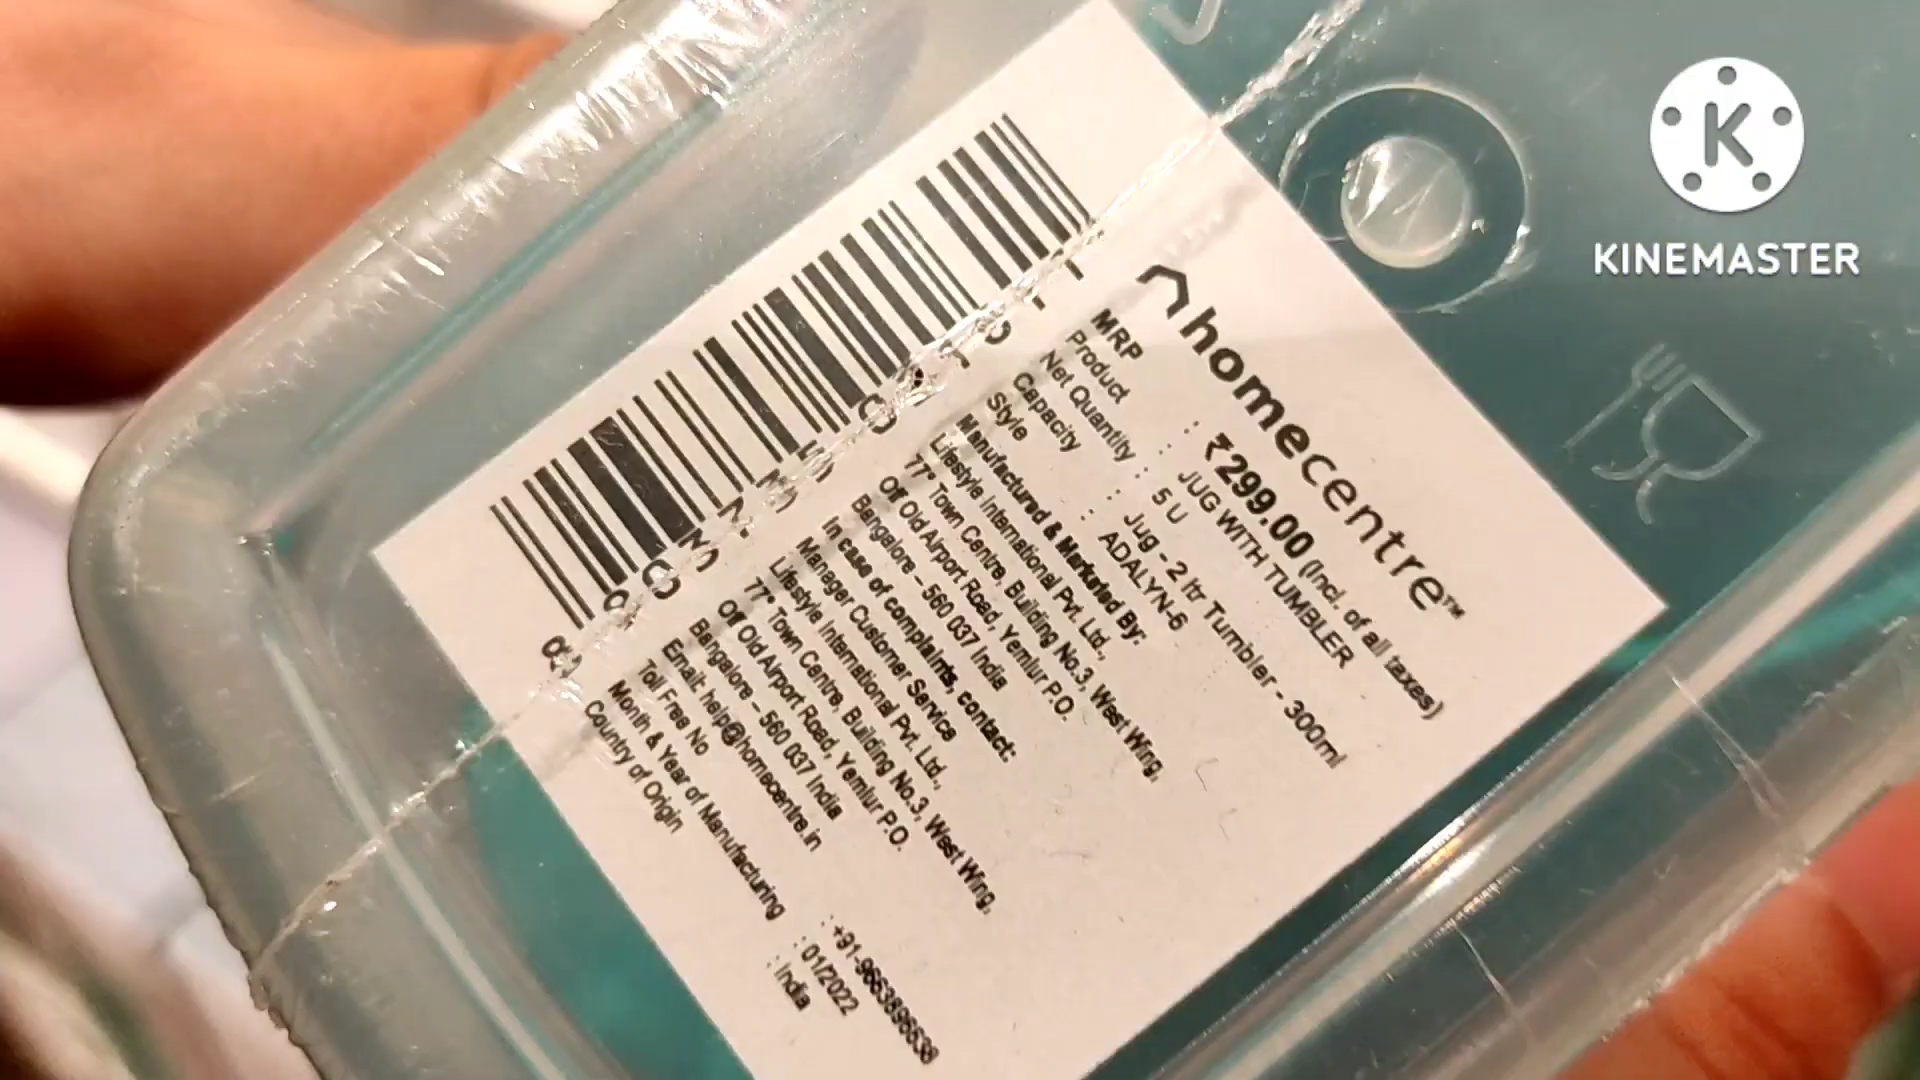 KINEMASTER
homecentre™
MRP : ₹299.00 (Incl. of all taxes)
Product : JUG WITH TUMBLER
Net Quantity : 5 U
Capacity : Jug - 2 ltr Tumbler - 300ml
Style : ADALYN-6
Manufactured & Marketed By:
Lifestyle International Pvt. Ltd.,
77° Town Centre, Building No.3, West Wing,
Off Old Airport Road, Yemlur P.O.
Bangalore – 560 037 India
In case of complaints, contact:
Manager Customer Service
Lifestyle International Pvt. Ltd.,
77° Town Centre, Building No.3, West Wing,
Off Old Airport Road, Yemlur P.O.
Bangalore – 560 037 India
Email: help@homecentre.in
Toll Free No : +91-9663896638
Month & Year of Manufacturing : 01/2022
Country of Origin : India